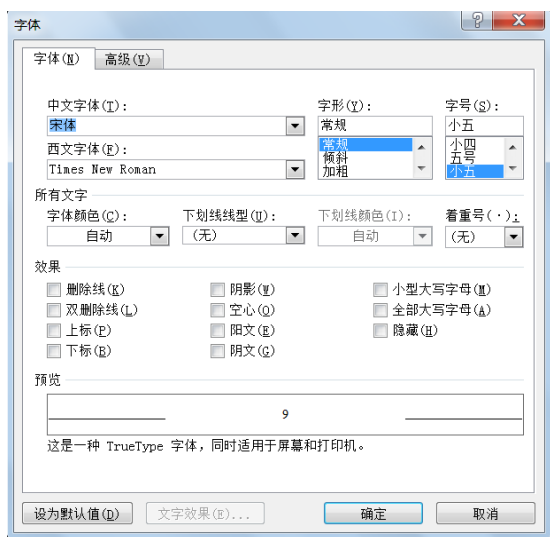 字体
字体(N) 高级(V)
中文字体(T): 字形(Y): 字号(S):
宋体 常规 小五
西文字体(F): 常规 小四
Times New Roman 倾斜 五号
加粗 小五
所有文字
字体颜色(C): 下划线线型(U): 下划线颜色(I): 着重号(·):
自动 (无) 自动 (无)
效果
删除线(K) 阴影(W) 小型大写字母(M)
双删除线(L) 空心(O) 全部大写字母(A)
上标(P) 阳文(E) 隐藏(H)
下标(B) 阴文(G)
预览
9
这是一种 TrueType 字体，同时适用于屏幕和打印机。
设为默认值(D) 文字效果(E)... 确定 取消